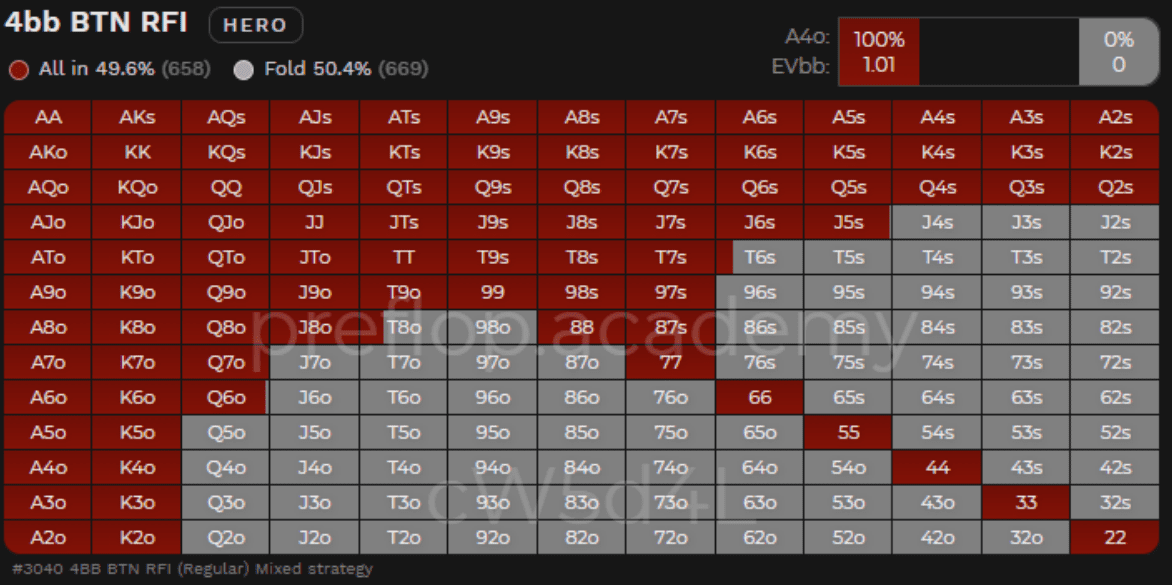 4bb BTN RFI HERO
All in 49.6% (658) Fold 50.4% (669)
A4o: 100% 0%
EVbb: 1.01 0
AA AKs AQs AJs ATs A9s A8s A7s A6s A5s A4s A3s A2s
AKo KK KQs KJs KTs K9s K8s K7s K6s K5s K4s K3s K2s
AQo KQo QQ QJs QTs Q9s Q8s Q7s Q6s Q5s Q4s Q3s Q2s
AJo KJo QJo JJ JTs J9s J8s J7s J6s J5s J4s J3s J2s
ATo KTo QTo JTo TT T9s T8s T7s T6s T5s T4s T3s T2s
A9o K9o Q9o J9o T9o 99 98s 97s 96s 95s 94s 93s 92s
A8o K8o Q8o J8o T8o 98o 88 87s 86s 85s 84s 83s 82s
preflop.academy
A7o K7o Q7o J7o T7o 97o 87o 77 76s 75s 74s 73s 72s
A6o K6o Q6o J6o T6o 96o 86o 76o 66 65s 64s 63s 62s
A5o K5o Q5o J5o T5o 95o 85o 75o 65o 55 54s 53s 52s
A4o K4o Q4o J4o T4o 94o 84o 74o 64o 54o 44 43s 42s
cW5d4L
A3o K3o Q3o J3o T3o 93o 83o 73o 63o 53o 43o 33 32s
A2o K2o Q2o J2o T2o 92o 82o 72o 62o 52o 42o 32o 22
#3040 4BB BTN RFI (Regular) Mixed strategy